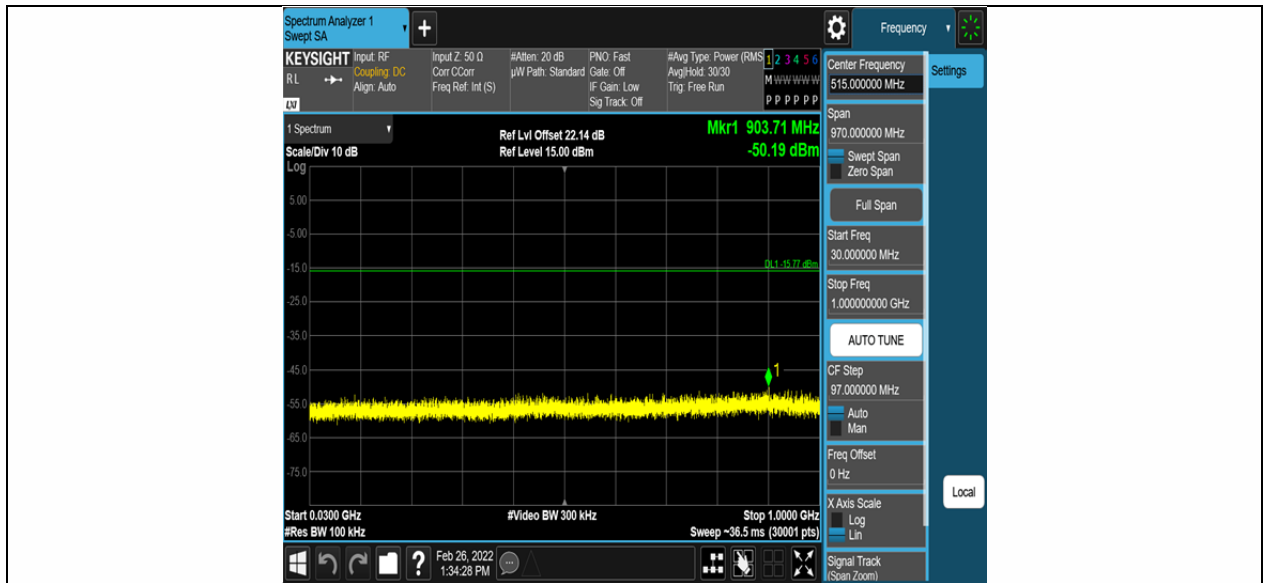 Spectrum Analyzer 1
Swept SA
+
Frequency
KEYSIGHT
RL
LXI
Input: RF
Coupling: DC
Align: Auto
Input Z: 50 Ω
Corr CCorr
Freq Ref: Int (S)
#Atten: 20 dB
µW Path: Standard
PNO: Fast
Gate: Off
IF Gain: Low
Sig Track: Off
#Avg Type: Power (RMS
Avg|Hold: 30/30
Trig: Free Run
1 2 3 4 5 6
M W W W W W
P P P P P P
1 Spectrum
Scale/Div 10 dB
Log
Ref Lvl Offset 22.14 dB
Ref Level 15.00 dBm
Mkr1 903.71 MHz
-50.19 dBm
5.00
-5.00
-15.0
DL1 -15.77 dBm
-25.0
-35.0
-45.0
1
-55.0
-65.0
-75.0
Start 0.0300 GHz
#Res BW 100 kHz
#Video BW 300 kHz
Stop 1.0000 GHz
Sweep ~36.5 ms (30001 pts)
?
Feb 26, 2022
1:34:28 PM
Center Frequency
515.000000 MHz
Span
970.000000 MHz
Swept Span
Zero Span
Full Span
Start Freq
30.000000 MHz
Stop Freq
1.000000000 GHz
AUTO TUNE
CF Step
97.000000 MHz
Auto
Man
Freq Offset
0 Hz
X Axis Scale
Log
Lin
Signal Track
(Span Zoom)
Settings
Local